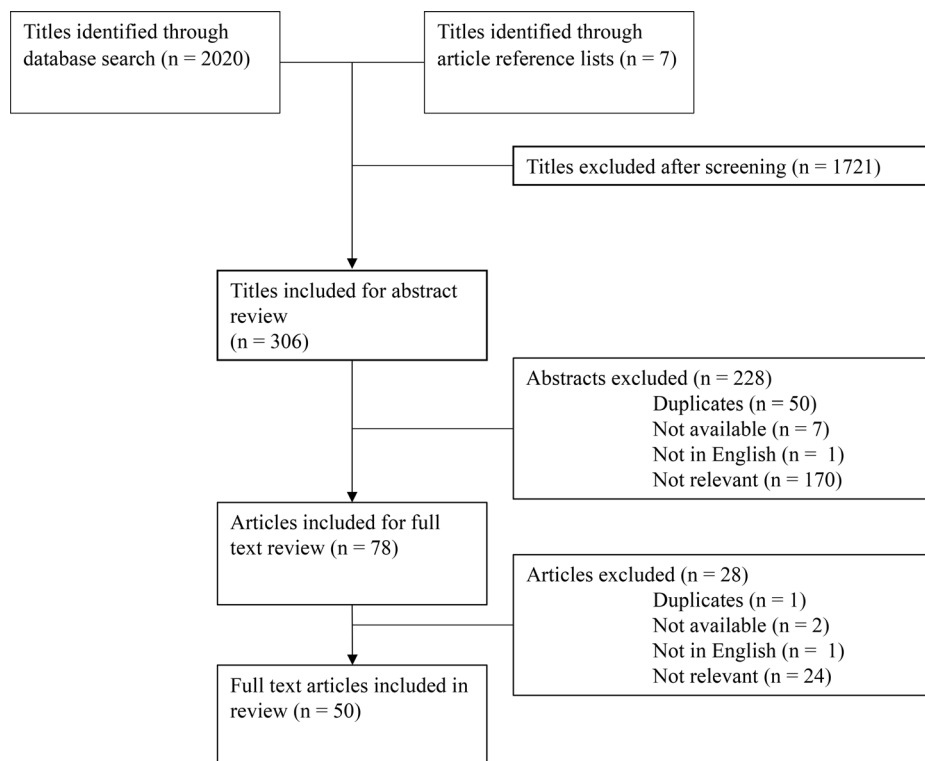 Titles identified through
database search (n = 2020)
Titles identified through
article reference lists (n = 7)
Titles excluded after screening (n = 1721)
Titles included for abstract
review
(n = 306)
Abstracts excluded (n = 228)
Duplicates (n = 50)
Not available (n = 7)
Not in English (n =  1)
Not relevant (n = 170)
Articles included for full
text review (n = 78)
Articles excluded (n = 28)
Duplicates (n = 1)
Not available (n = 2)
Not in English (n =  1)
Not relevant (n = 24)
Full text articles included in
review (n = 50)